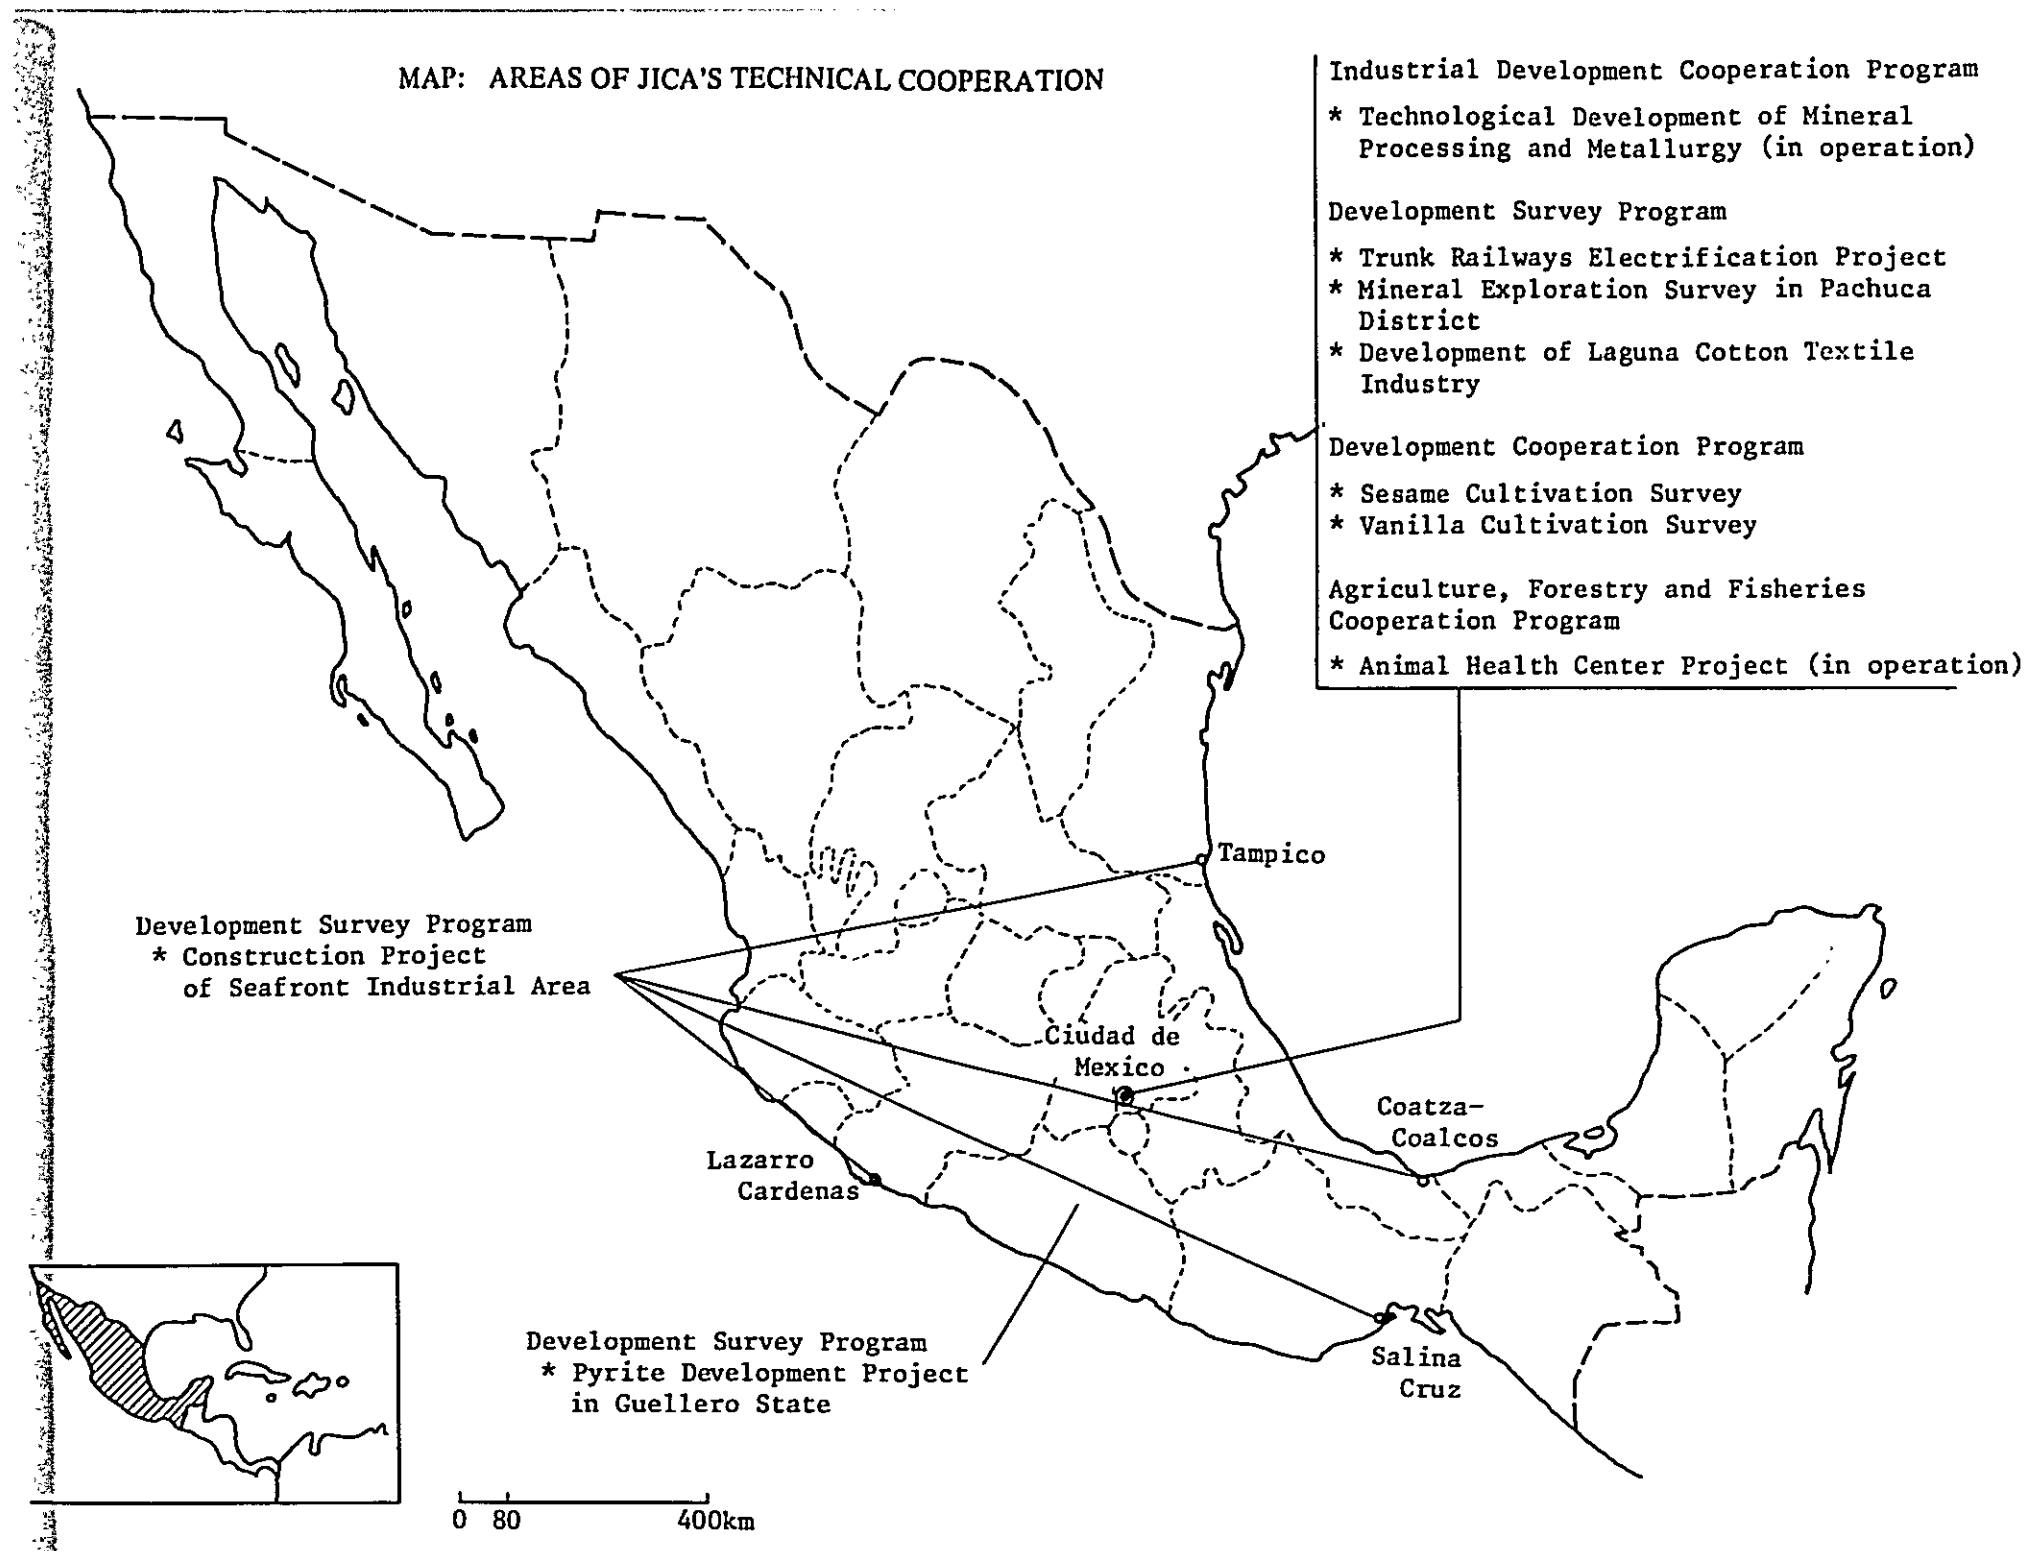 MAP: AREAS OF JICA'S TECHNICAL COOPERATION
Industrial Development Cooperation Program
* Technological Development of Mineral
Processing and Metallurgy (in operation)
Development Survey Program
* Trunk Railways Electrification Project
* Mineral Exploration Survey in Pachuca
District
* Development of Laguna Cotton Textile
Industry
Development Cooperation Program
* Sesame Cultivation Survey
* Vanilla Cultivation Survey
Agriculture, Forestry and Fisheries
Cooperation Program
* Animal Health Center Project (in operation)
Tampico
Development Survey Program
* Construction Project
of Seafront Industrial Area
Ciudad de
Mexico
Coatza-
Coalcos
Lazarro
Cardenas
Development Survey Program
* Pyrite Development Project
in Guellero State
Salina
Cruz
0 80 400km